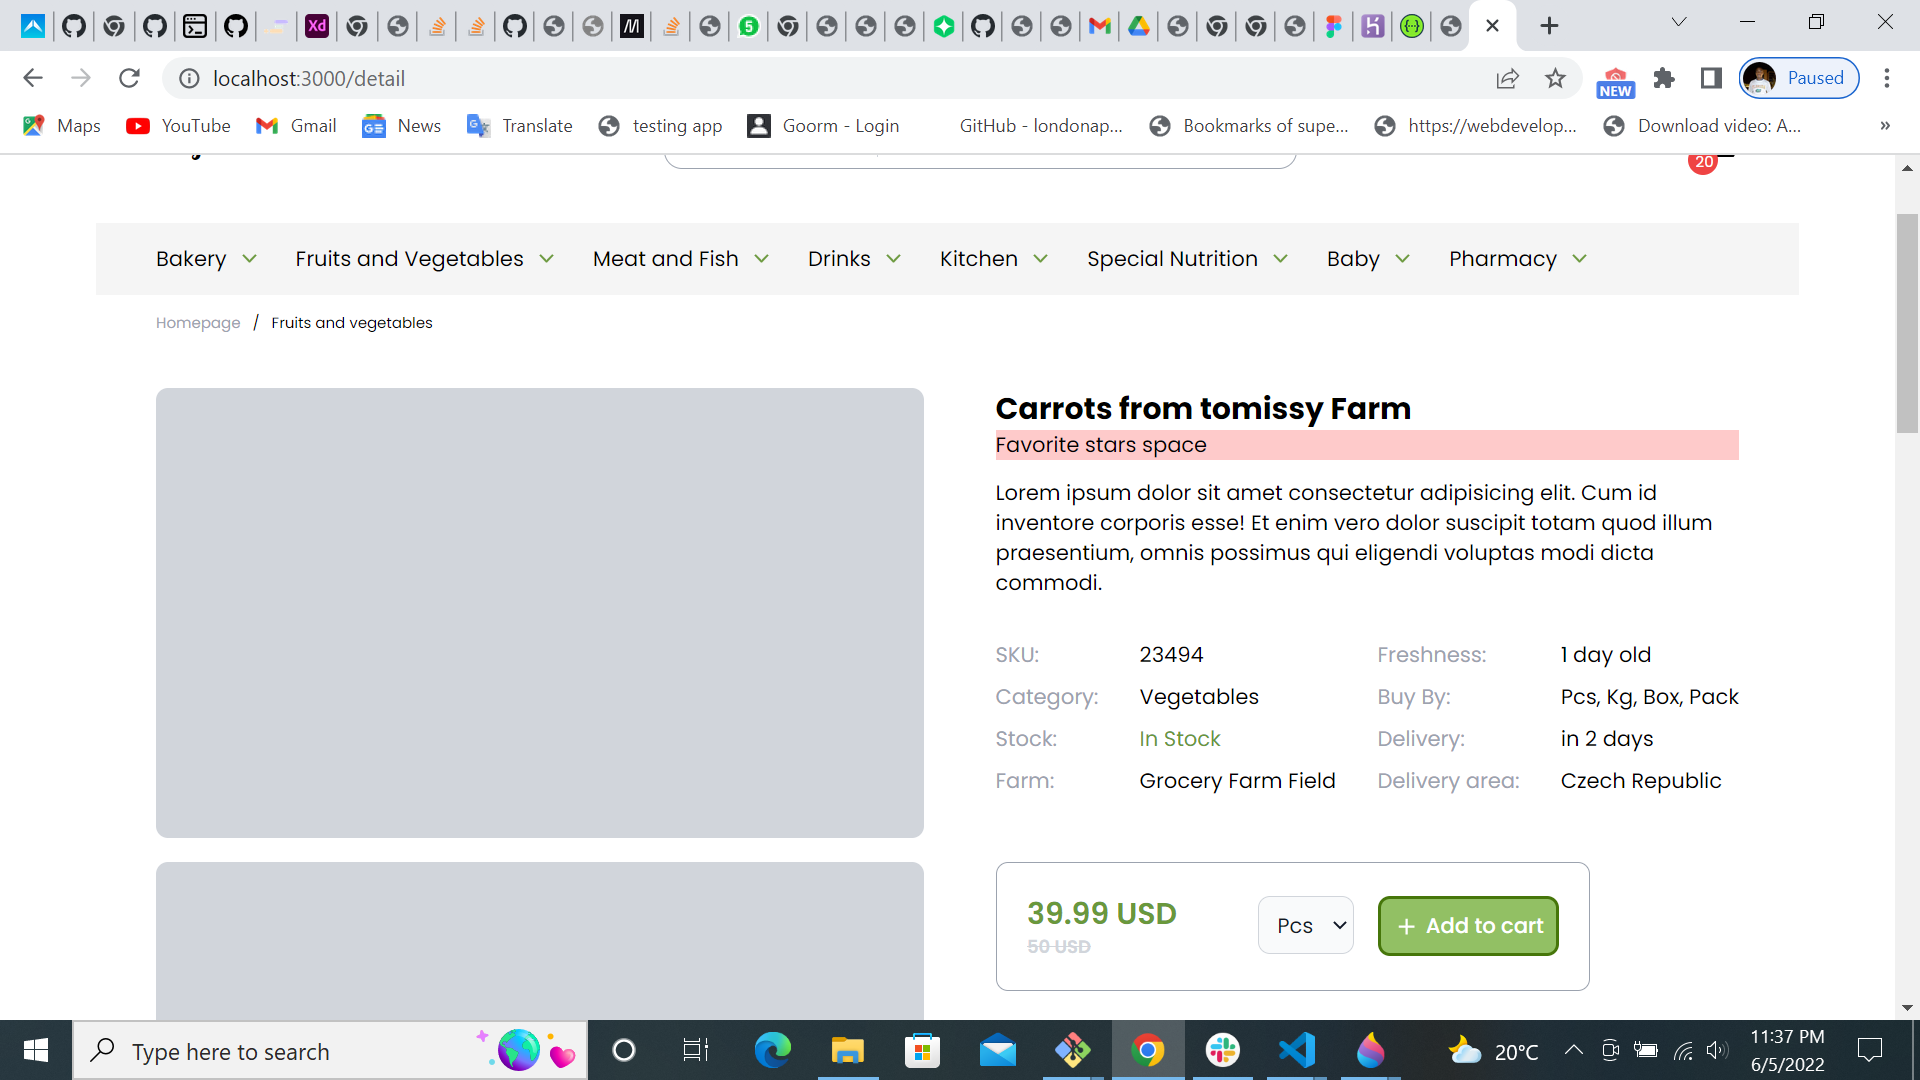 Xd
M
5
localhost:3000/detail
NEW
Paused
Maps
YouTube
Gmail
News
Translate
testing app
Goorm - Login
GitHub - londonap...
Bookmarks of supe...
https://webdevelop...
Download video: A...
»
20
Bakery
Fruits and Vegetables
Meat and Fish
Drinks
Kitchen
Special Nutrition
Baby
Pharmacy
Homepage / Fruits and vegetables
Carrots from tomissy Farm
Favorite stars space
Lorem ipsum dolor sit amet consectetur adipisicing elit. Cum id
inventore corporis esse! Et enim vero dolor suscipit totam quod illum
praesentium, omnis possimus qui eligendi voluptas modi dicta
commodi.
SKU: 23494 Freshness: 1 day old
Category: Vegetables Buy By: Pcs, Kg, Box, Pack
Stock: In Stock Delivery: in 2 days
Farm: Grocery Farm Field Delivery area: Czech Republic
39.99 USD
50 USD
Pcs
+ Add to cart
Type here to search
20°C
11:37 PM
6/5/2022